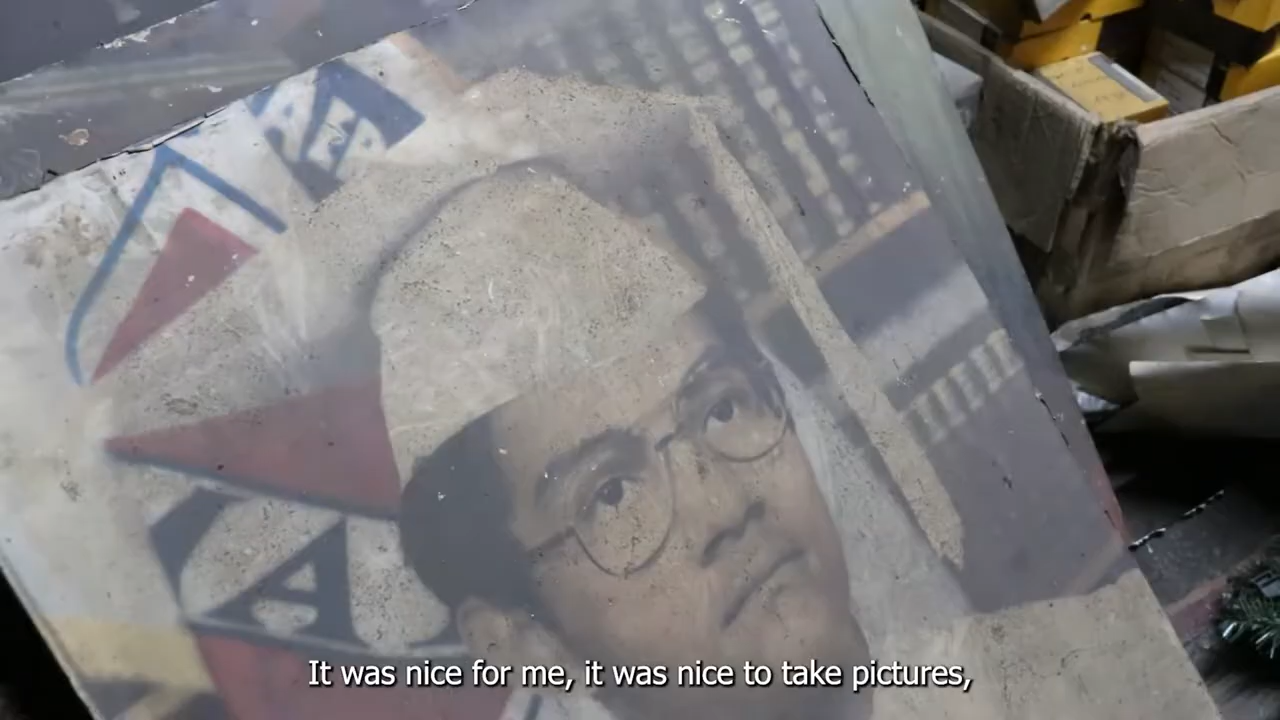 It was nice for me, it was nice to take pictures,